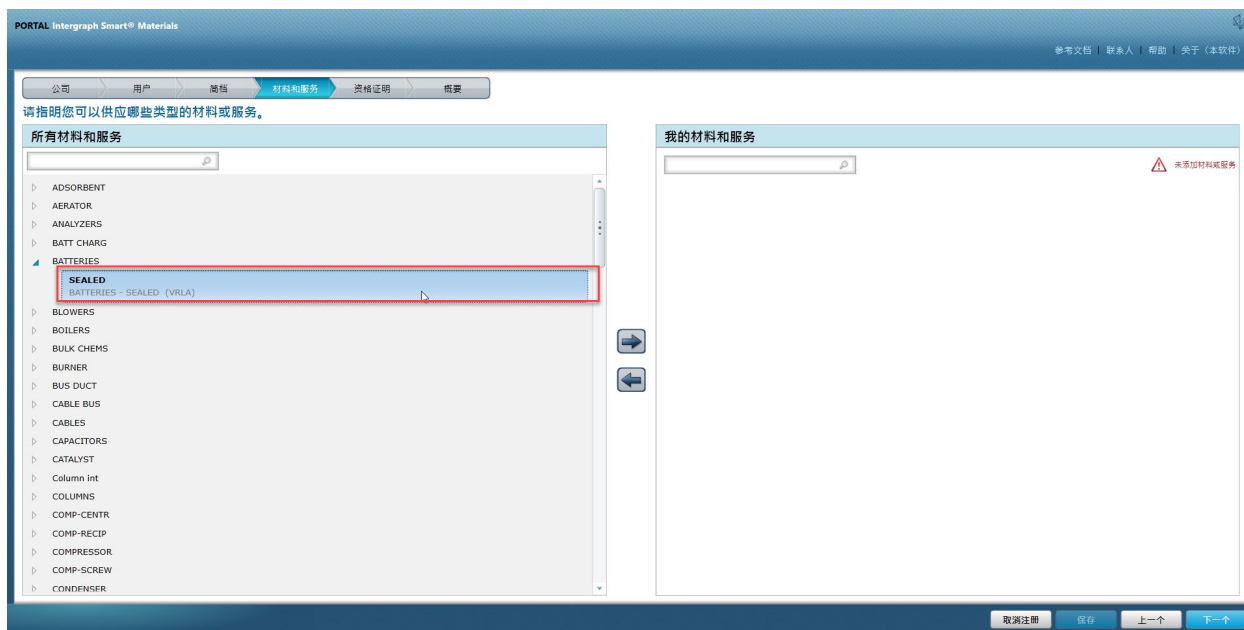 PORTAL Intergraph Smart® Materials
参考文档 | 联系人 | 帮助 | 关于（本软件）
公司 用户 简档 材料和服务 资格证明 概要
请指明您可以供应哪些类型的材料或服务。
所有材料和服务
ADSORBENT
AERATOR
ANALYZERS
BATT CHARG
BATTERIES
SEALED
BATTERIES - SEALED (VRLA)
BLOWERS
BOILERS
BULK CHEMS
BURNER
BUS DUCT
CABLE BUS
CABLES
CAPACITORS
CATALYST
Column int
COLUMNS
COMP-CENTR
COMP-RECIP
COMPRESSOR
COMP-SCREW
CONDENSER
我的材料和服务
未添加材料或服务
取消注册 保存 上一个 下一个